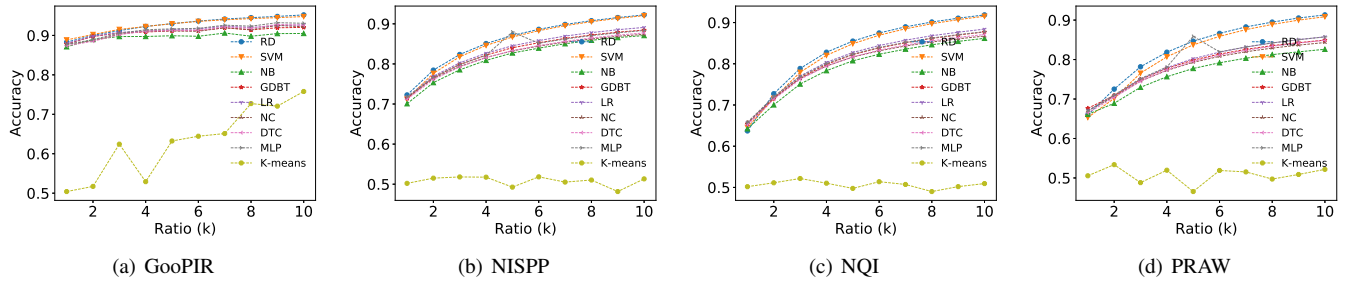 Accuracy
0.9
0.8
0.7
0.6
0.5
2
4
6
8
10
Ratio (k)
RD
SVM
NB
GDBT
LR
NC
DTC
MLP
K-means
(a) GooPIR
Accuracy
0.9
0.8
0.7
0.6
0.5
2
4
6
8
10
Ratio (k)
RD
SVM
NB
GDBT
LR
NC
DTC
MLP
K-means
(b) NISPP
Accuracy
0.9
0.8
0.7
0.6
0.5
2
4
6
8
10
Ratio (k)
RD
SVM
NB
GDBT
LR
NC
DTC
MLP
K-means
(c) NQI
Accuracy
0.9
0.8
0.7
0.6
0.5
2
4
6
8
10
Ratio (k)
RD
SVM
NB
GDBT
LR
NC
DTC
MLP
K-means
(d) PRAW